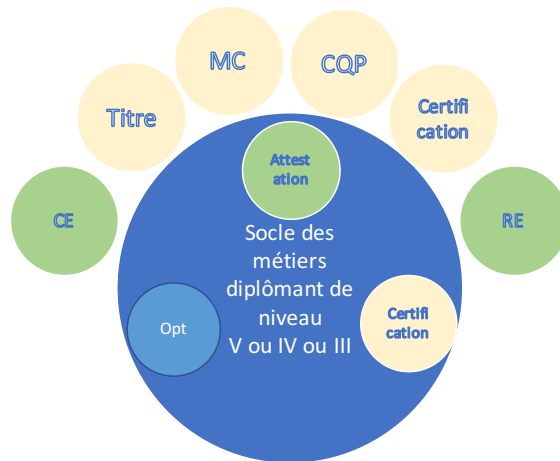 MC
CQP
Titre
Certifi
cation
Attest
ation
CE
RE
Socle des
métiers
diplômant de
niveau
V ou IV ou III
Opt
Certifi
cation